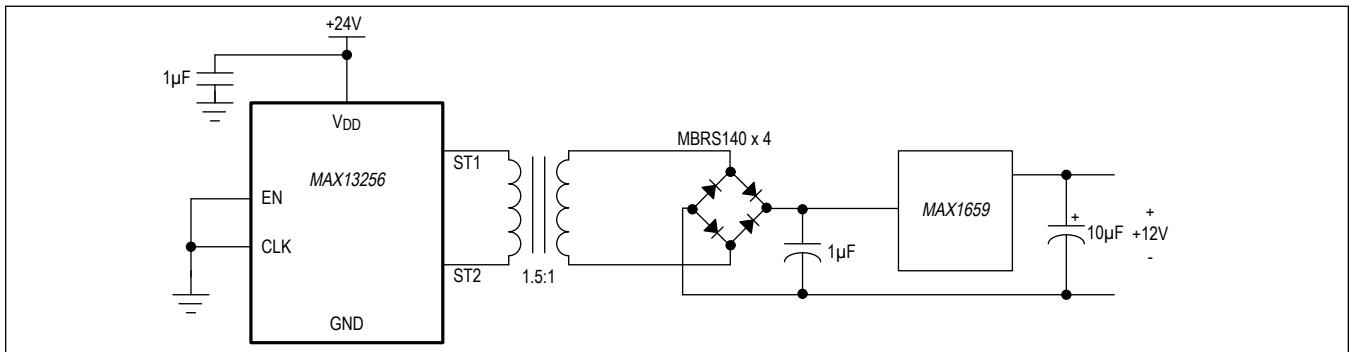 +24V
1µF
VDD
MAX13256
EN
CLK
GND
ST1
ST2
1.5:1
MBRS140 x 4
1µF
MAX1659
+
10µF
+
+12V
-